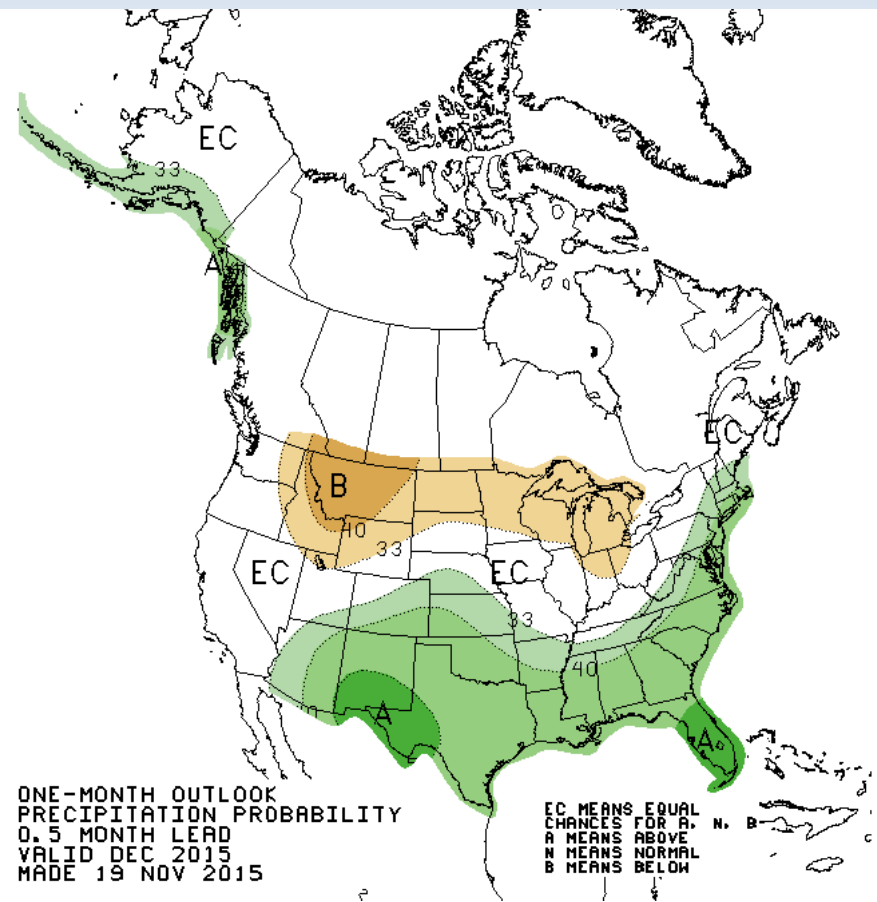 EC
33
A
EC
B
40
33
EC
EC
33
40
A
A
ONE-MONTH OUTLOOK
PRECIPITATION PROBABILITY
0.5 MONTH LEAD
VALID DEC 2015
MADE 19 NOV 2015
EC MEANS EQUAL
CHANCES FOR A, N, B
A MEANS ABOVE
N MEANS NORMAL
B MEANS BELOW